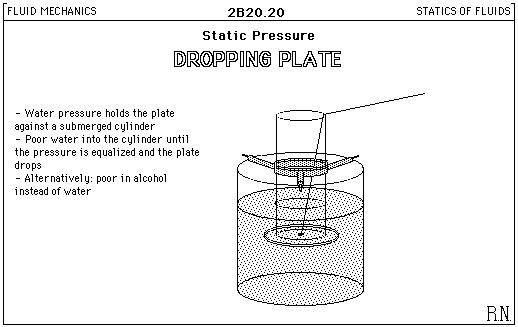 FLUID MECHANICS
2B20.20
STATICS OF FLUIDS
Static Pressure
DROPPING PLATE
- Water pressure holds the plate
against a submerged cylinder
- Poor water into the cylinder until
the pressure is equalized and the plate
drops
- Alternatively: poor in alcohol
instead of water
R.N.